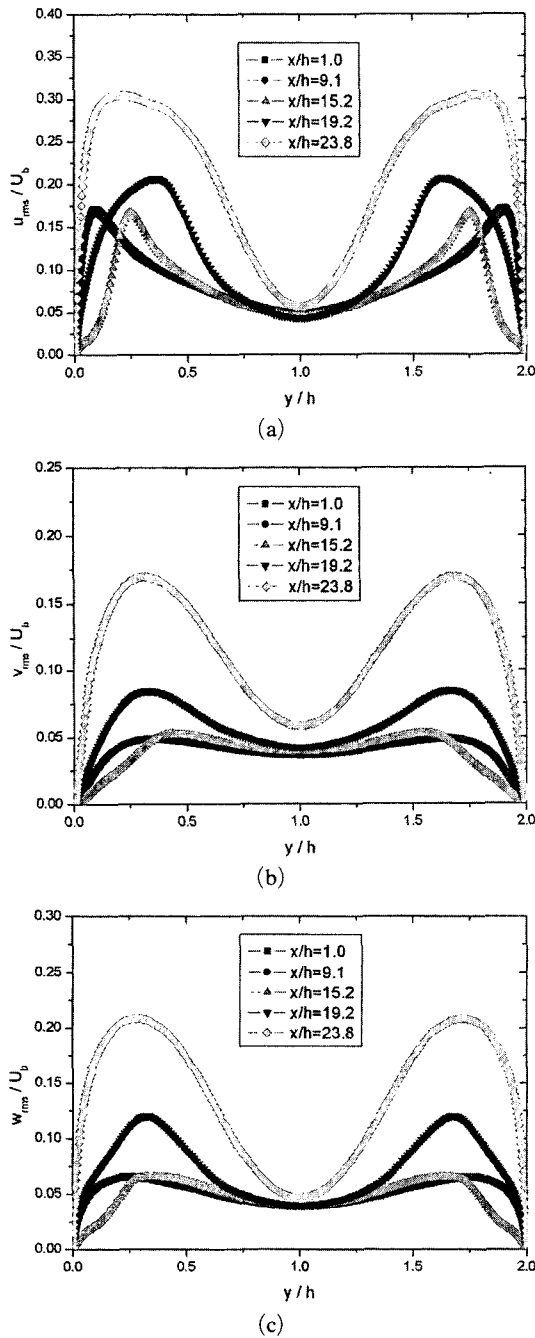 0.40
0.35
0.30
0.25
0.20
0.15
0.10
0.05
0.00
u_rms / U_b
x/h=1.0
x/h=9.1
x/h=15.2
x/h=19.2
x/h=23.8
0.0 0.5 1.0 1.5 2.0
y / h
(a)
0.25
0.20
0.15
0.10
0.05
0.00
v_rms / U_b
x/h=1.0
x/h=9.1
x/h=15.2
x/h=19.2
x/h=23.8
0.0 0.5 1.0 1.5 2.0
y / h
(b)
0.30
0.25
0.20
0.15
0.10
0.05
0.00
w_rms / U_b
x/h=1.0
x/h=9.1
x/h=15.2
x/h=19.2
x/h=23.8
0.0 0.5 1.0 1.5 2.0
y / h
(c)